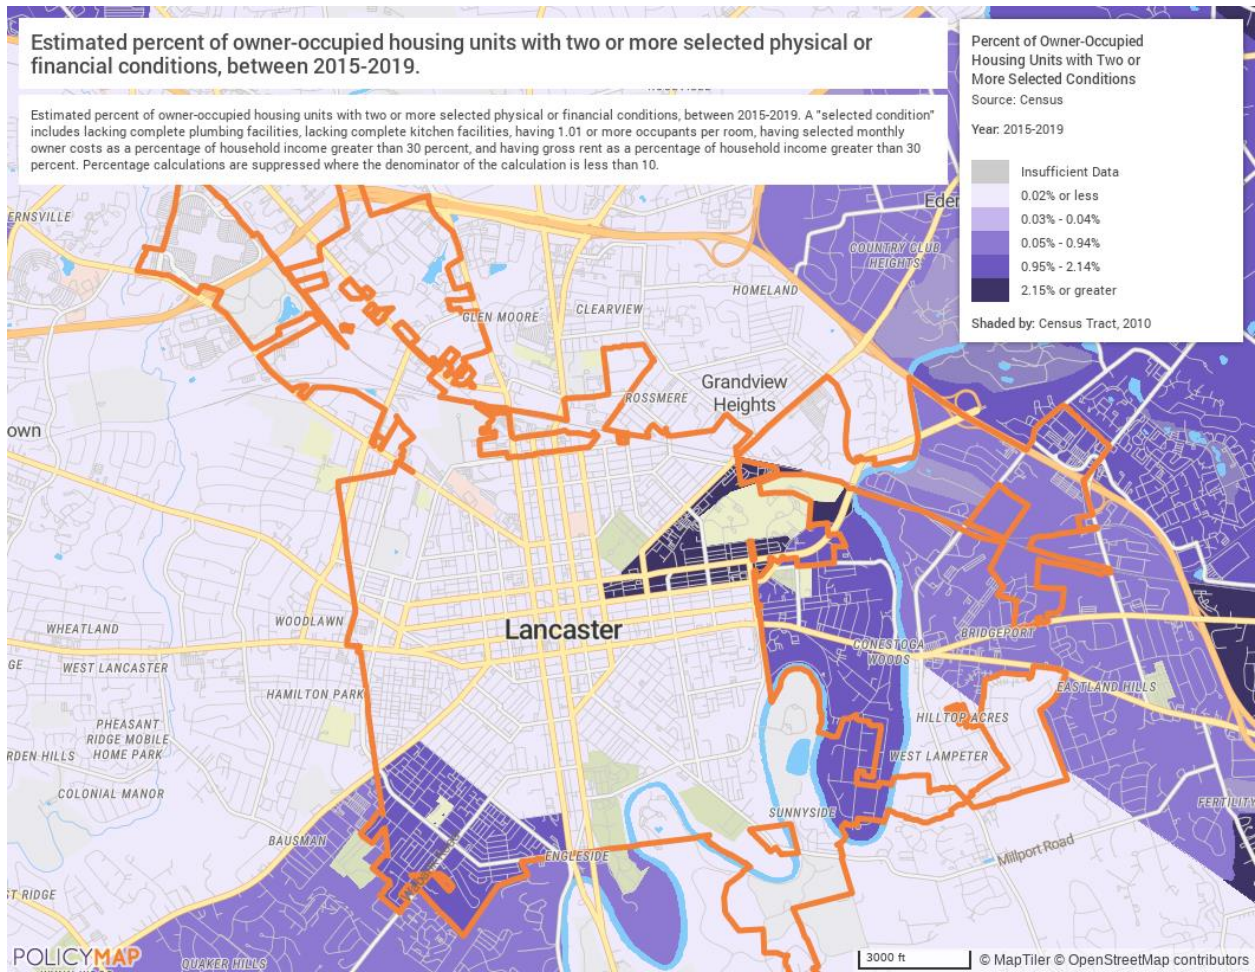 Estimated percent of owner-occupied housing units with two or more selected physical or
financial conditions, between 2015-2019.
Estimated percent of owner-occupied housing units with two or more selected physical or financial conditions, between 2015-2019. A "selected condition"
includes lacking complete plumbing facilities, lacking complete kitchen facilities, having 1.01 or more occupants per room, having selected monthly
owner costs as a percentage of household income greater than 30 percent, and having gross rent as a percentage of household income greater than 30
percent. Percentage calculations are suppressed where the denominator of the calculation is less than 10.
Percent of Owner-Occupied
Housing Units with Two or
More Selected Conditions
Source: Census
Year: 2015-2019
Insufficient Data
0.02% or less
0.03% - 0.04%
0.05% - 0.94%
0.95% - 2.14%
2.15% or greater
Shaded by: Census Tract, 2010
ERNSVILLE
Eden
COUNTRY CLUB
HEIGHTS
HOMELAND
GLEN MOORE
CLEARVIEW
Grandview
Heights
ROSSMERE
own
Lancaster
WHEATLAND
WOODLAWN
GE
WEST LANCASTER
HAMILTON PARK
BRIDGEPORT
CONESTOGA
WOODS
EASTLAND HILLS
HILLTOP ACRES
WEST LAMPETER
PHEASANT
RIDGE MOBILE
HOME PARK
RDEN HILLS
COLONIAL MANOR
SUNNYSIDE
FERTILITY
BAUSMAN
ENGLESIDE
Millport Road
ST RIDGE
QUAKER HILLS
POLICYMAP
3000 ft
© MapTiler © OpenStreetMap contributors